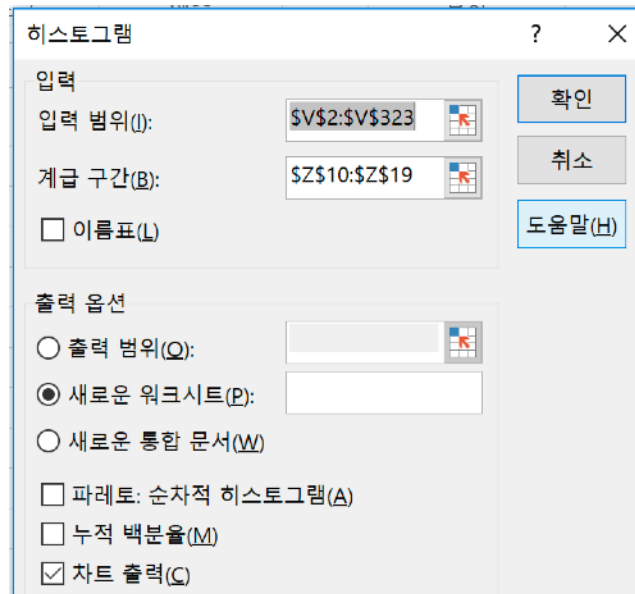 히스토그램 ?
입력
입력 범위(I): $V$2:$V$323
확인
계급 구간(B): $Z$10:$Z$19
취소
이름표(L)
도움말(H)
출력 옵션
출력 범위(O):
새로운 워크시트(P):
새로운 통합 문서(W)
파레토: 순차적 히스토그램(A)
누적 백분율(M)
차트 출력(C)